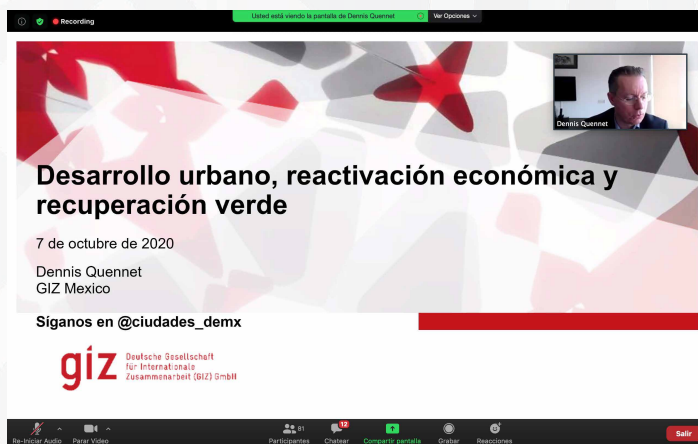 Recording
Usted está viendo la pantalla de Dennis Quennet
Ver Opciones
Dennis Quennet
Desarrollo urbano, reactivación económica y
recuperación verde
7 de octubre de 2020
Dennis Quennet
GIZ Mexico
Síganos en @ciudades_demx
giz
Deutsche Gesellschaft
für Internationale
Zusammenarbeit (GIZ) GmbH
81
12
Re-Iniciar Audio
Parar Video
Participantes
Chatear
Compartir pantalla
Grabar
Reacciones
Salir